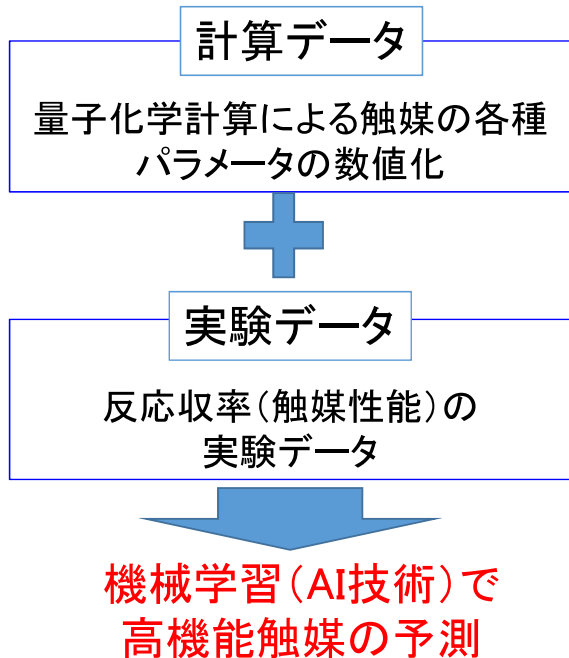 計算データ
量子化学計算による触媒の各種
パラメータの数値化
実験データ
反応収率（触媒性能）の
実験データ
機械学習（AI技術）で
高機能触媒の予測